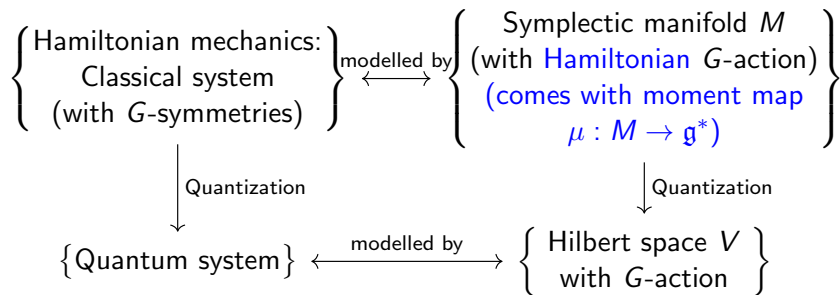 Hamiltonian mechanics:
Classical system
(with G-symmetries)
modelled by
Symplectic manifold M
(with Hamiltonian G-action)
(comes with moment map
μ : M → 𝔤*)
Quantization
Quantization
{Quantum system}
modelled by
Hilbert space V
with G-action